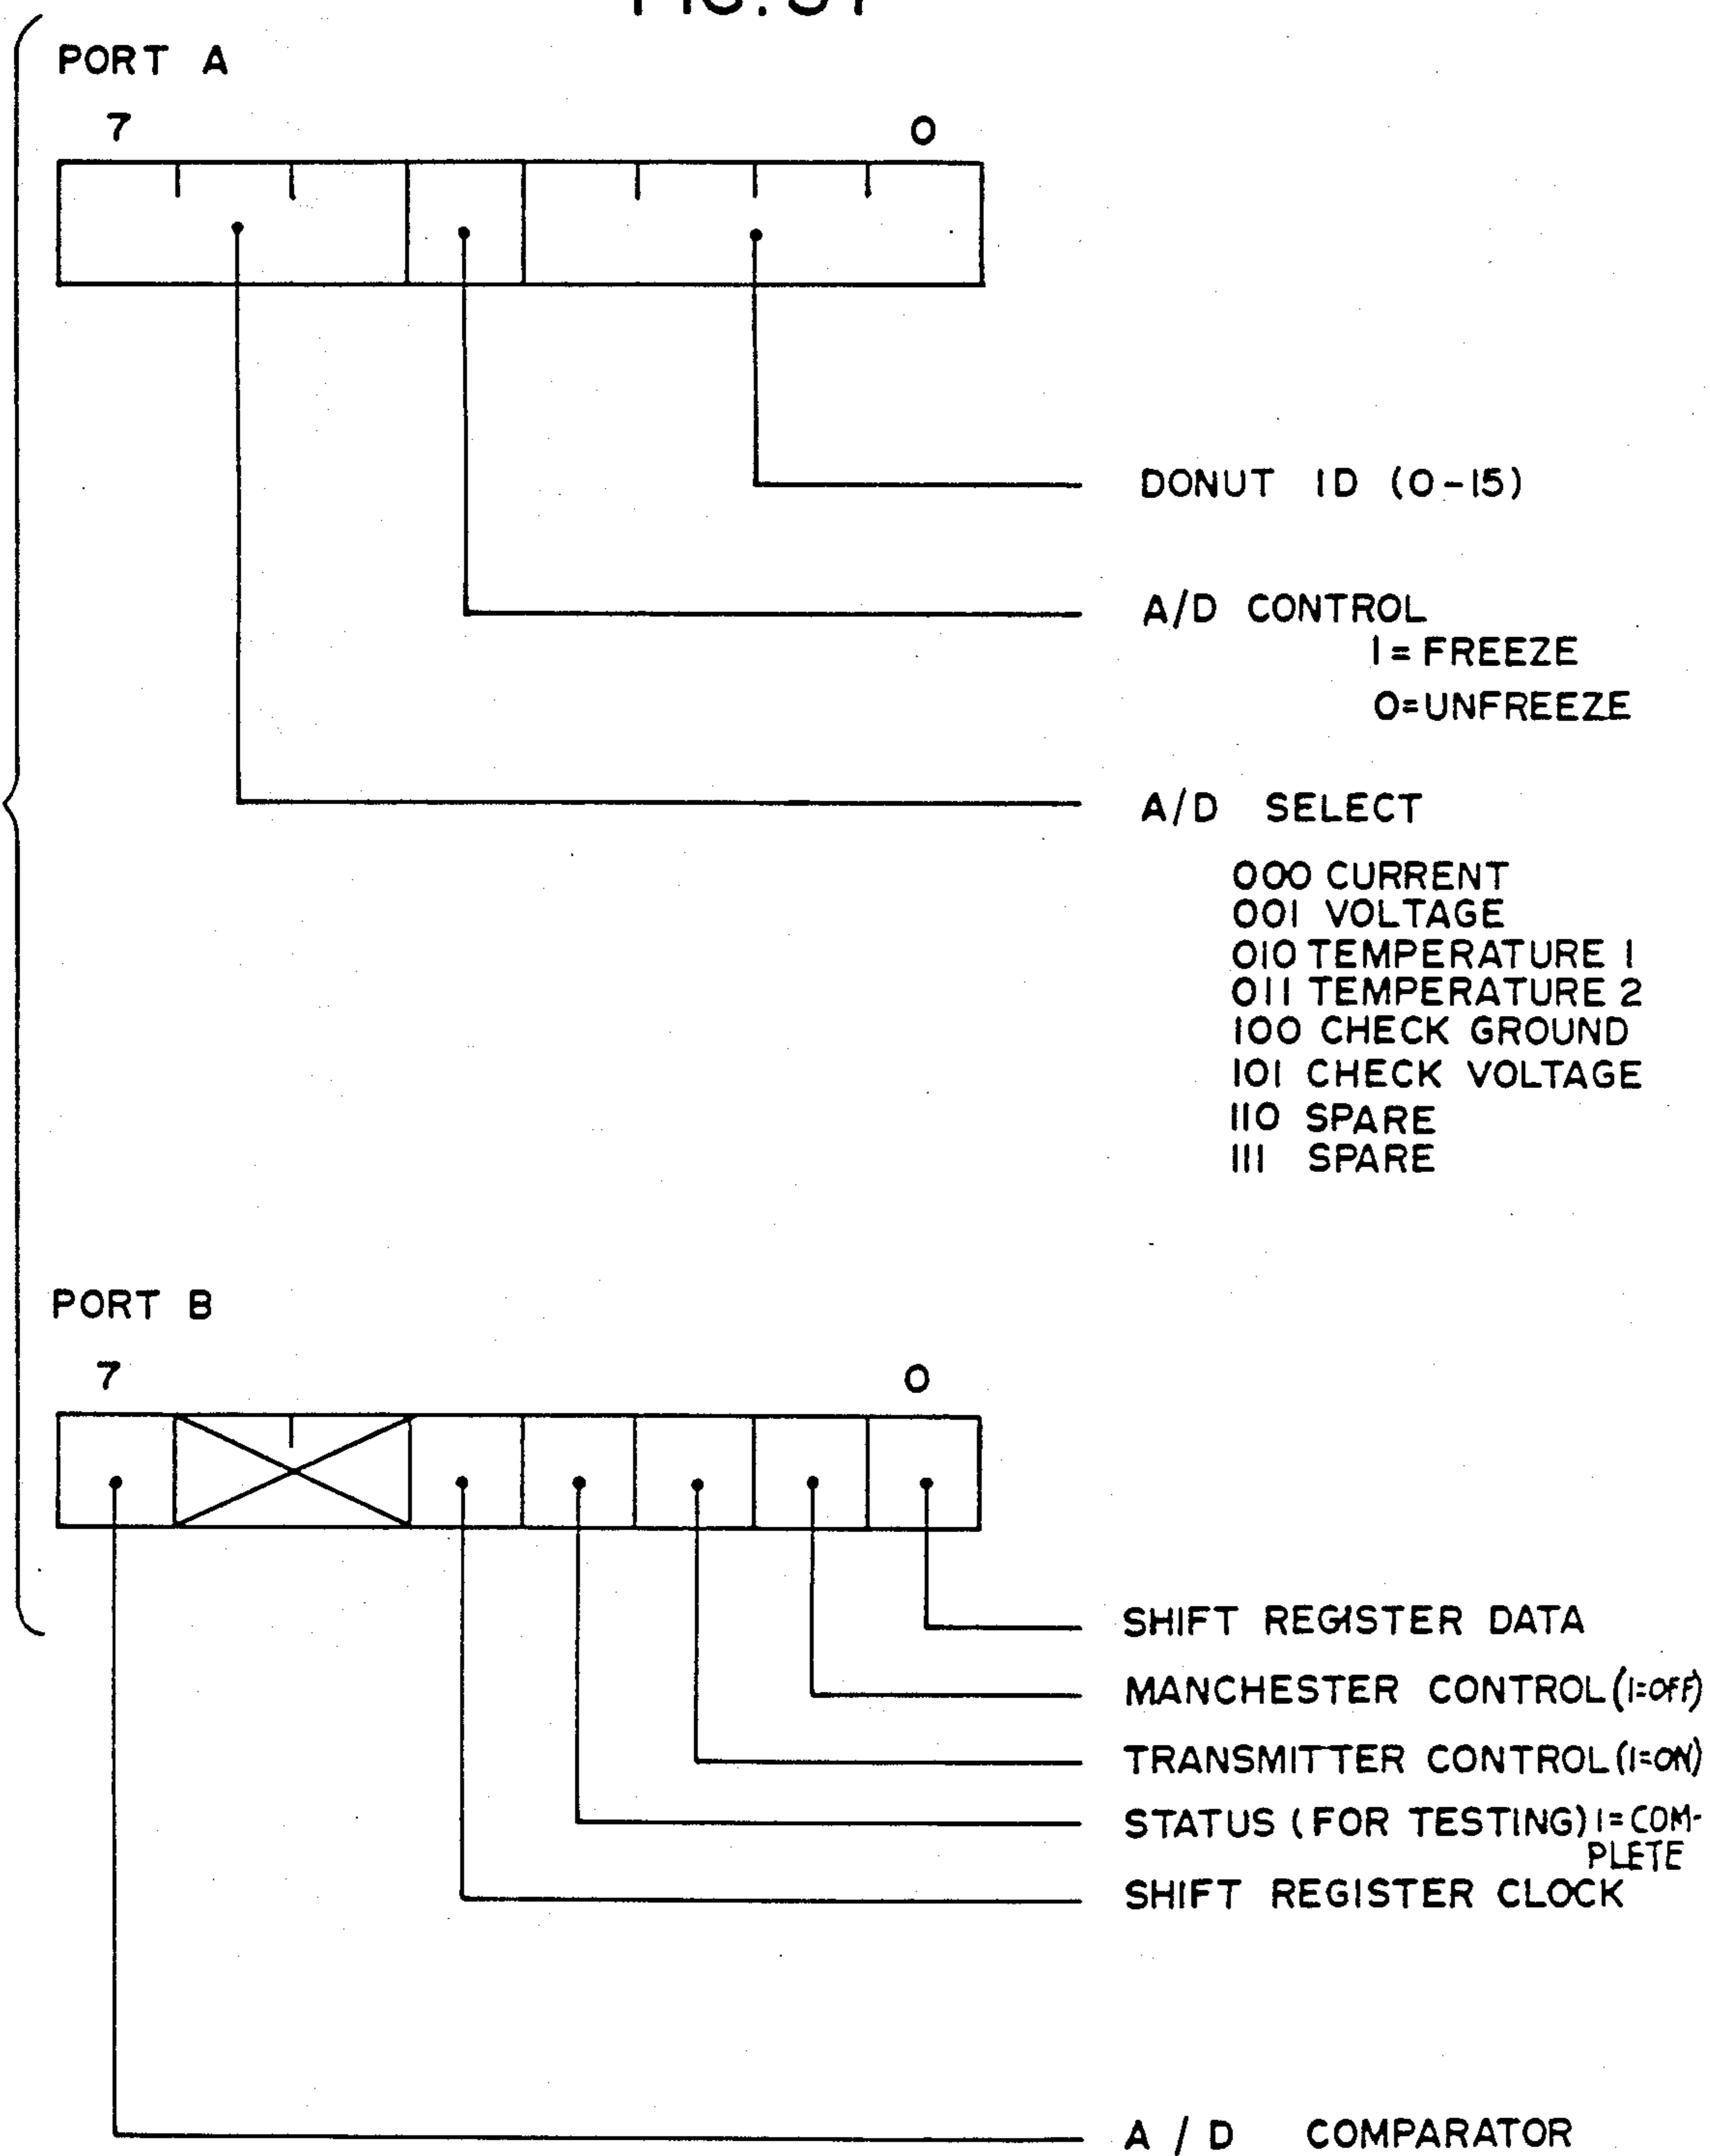 PORT A
7 0
DONUT ID (0-15)
A/D CONTROL
1= FREEZE
0=UNFREEZE
A/D SELECT
000 CURRENT
001 VOLTAGE
010 TEMPERATURE 1
011 TEMPERATURE 2
100 CHECK GROUND
101 CHECK VOLTAGE
110 SPARE
111 SPARE
PORT B
7 0
SHIFT REGISTER DATA
MANCHESTER CONTROL (1=OFF)
TRANSMITTER CONTROL (1=ON)
STATUS (FOR TESTING) 1=COM-
PLETE
SHIFT REGISTER CLOCK
A / D COMPARATOR